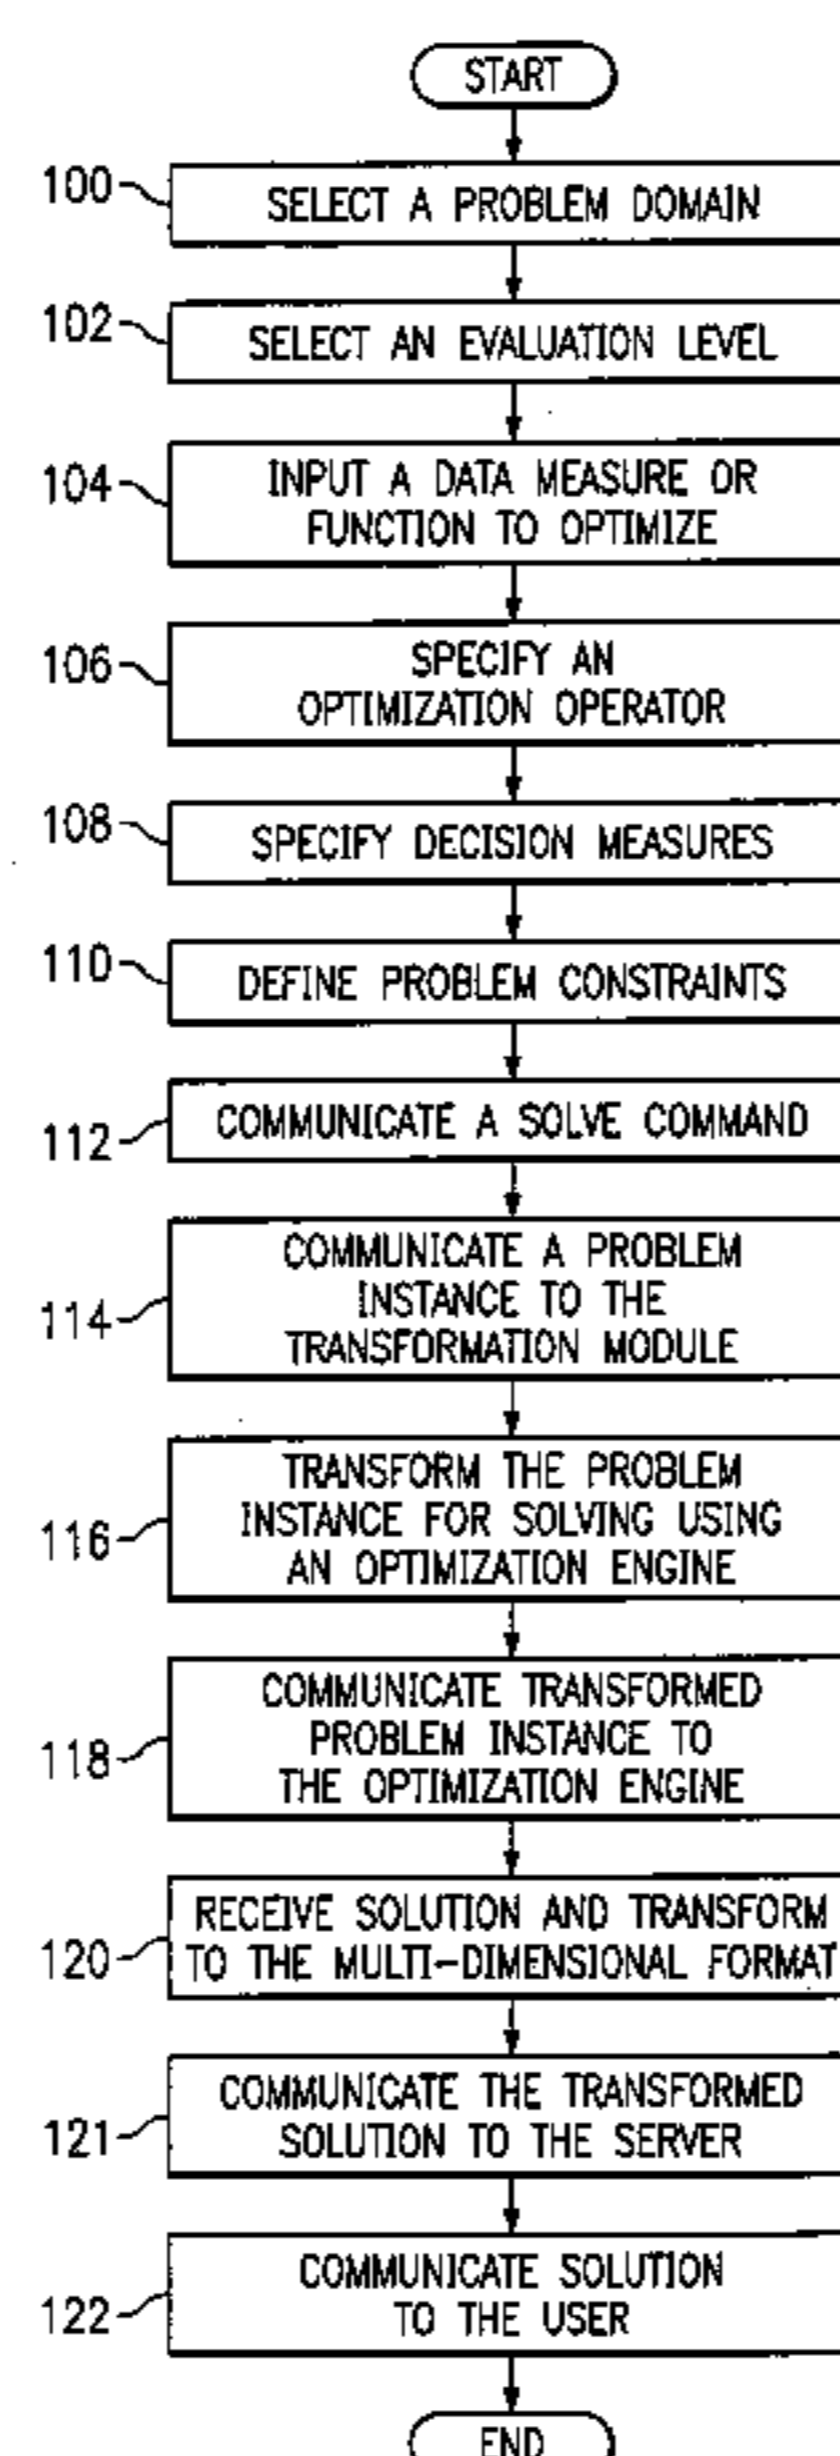 START
100
SELECT A PROBLEM DOMAIN
102
SELECT AN EVALUATION LEVEL
104
INPUT A DATA MEASURE OR
FUNCTION TO OPTIMIZE
106
SPECIFY AN
OPTIMIZATION OPERATOR
108
SPECIFY DECISION MEASURES
110
DEFINE PROBLEM CONSTRAINTS
112
COMMUNICATE A SOLVE COMMAND
114
COMMUNICATE A PROBLEM
INSTANCE TO THE
TRANSFORMATION MODULE
116
TRANSFORM THE PROBLEM
INSTANCE FOR SOLVING USING
AN OPTIMIZATION ENGINE
118
COMMUNICATE TRANSFORMED
PROBLEM INSTANCE TO
THE OPTIMIZATION ENGINE
120
RECEIVE SOLUTION AND TRANSFORM
TO THE MULTI-DIMENSIONAL FORMAT
121
COMMUNICATE THE TRANSFORMED
SOLUTION TO THE SERVER
122
COMMUNICATE SOLUTION
TO THE USER
END